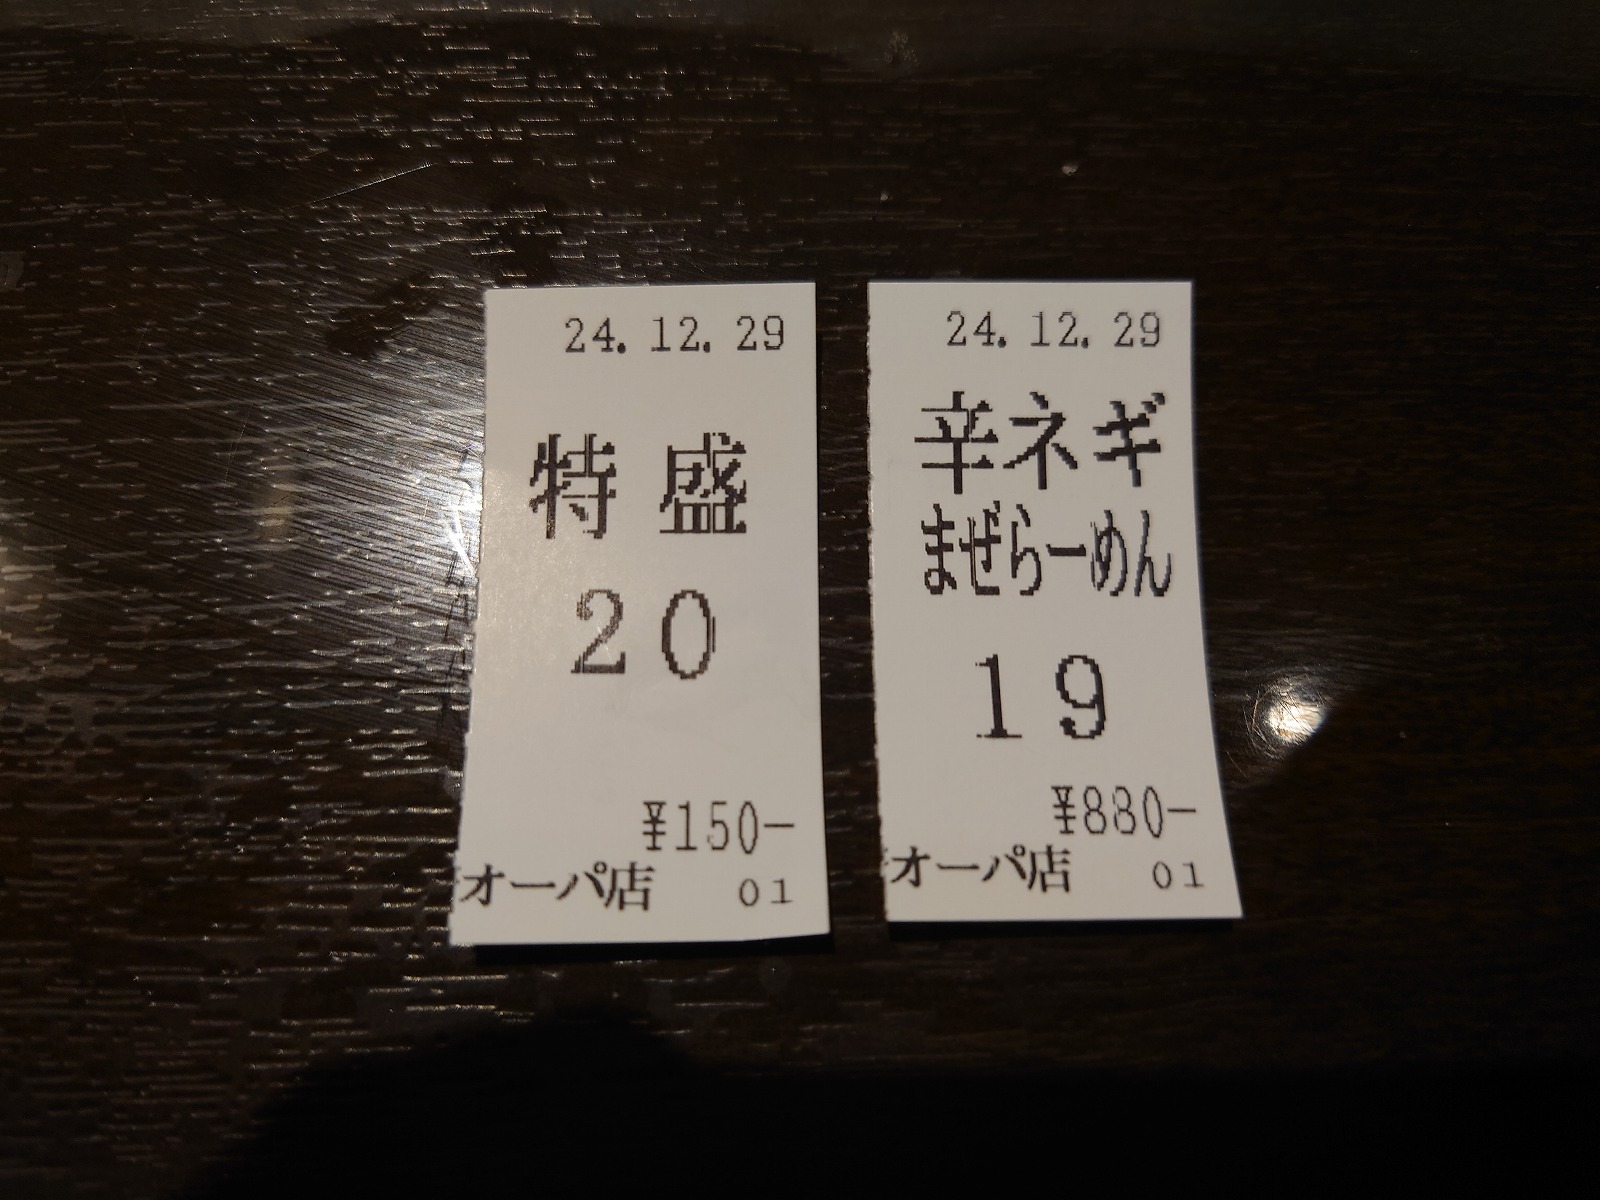 24. 12. 29
特盛
20
¥150-
オーパ店 01
24. 12. 29
辛ネギ
まぜらーめん
19
¥880-
オーパ店 01